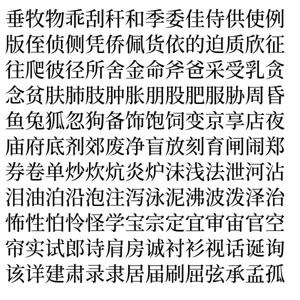 垂牧物乖刮秆和季委佳侍供使例
版侄侦侧凭侨佩货依的迫质欣征
往爬彼径所舍金命斧爸采受乳贪
念贫肤肺肢肿胀朋股肥服胁周昏
鱼兔狐忽狗备饰饱饲变京享店夜
庙府底剂郊废净盲放刻育闸闹郑
券卷单炒炊炕炎炉沫浅法泄河沾
泪油泊沿泡注泻泳泥沸波泼泽治
怖性怕怜怪学宝宗定宜审宙官空
帘实试郎诗肩房诚衬衫视话诞询
该详建肃录隶居届刷屈弦承孟孤